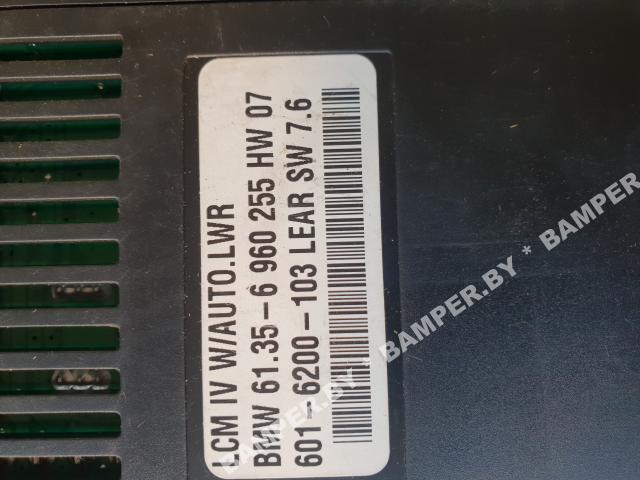 LCM IV W/AUTO.LWR
BMW 61.35-6 960 255 HW 07
601-6200-103 LEAR SW 7.6
BAMPER.BY * BAMPER.BY * BAMPER.BY